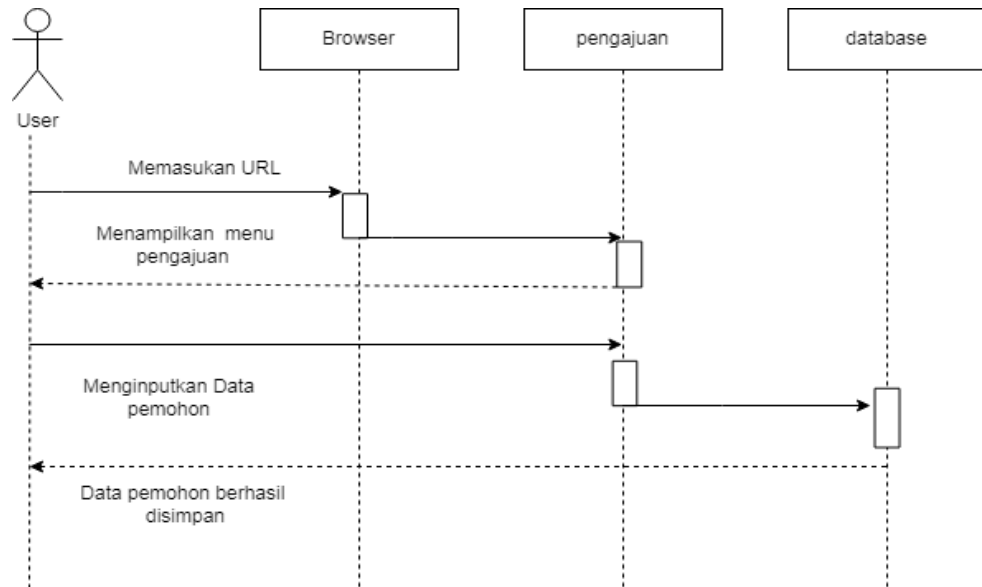 Browser
pengajuan
database
User
Memasukan URL
Menampilkan menu
pengajuan
Menginputkan Data
pemohon
Data pemohon berhasil
disimpan